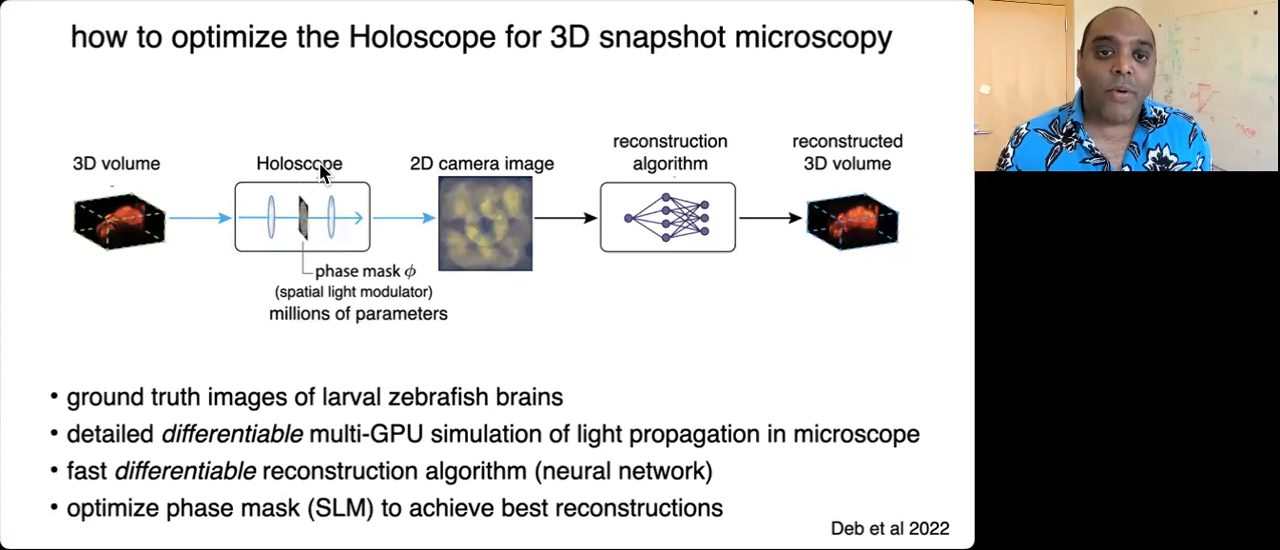 how to optimize the Holoscope for 3D snapshot microscopy
3D volume
Holoscope
2D camera image
reconstruction
algorithm
reconstructed
3D volume
phase mask ϕ
(spatial light modulator)
millions of parameters
• ground truth images of larval zebrafish brains
• detailed differentiable multi-GPU simulation of light propagation in microscope
• fast differentiable reconstruction algorithm (neural network)
• optimize phase mask (SLM) to achieve best reconstructions
Deb et al 2022